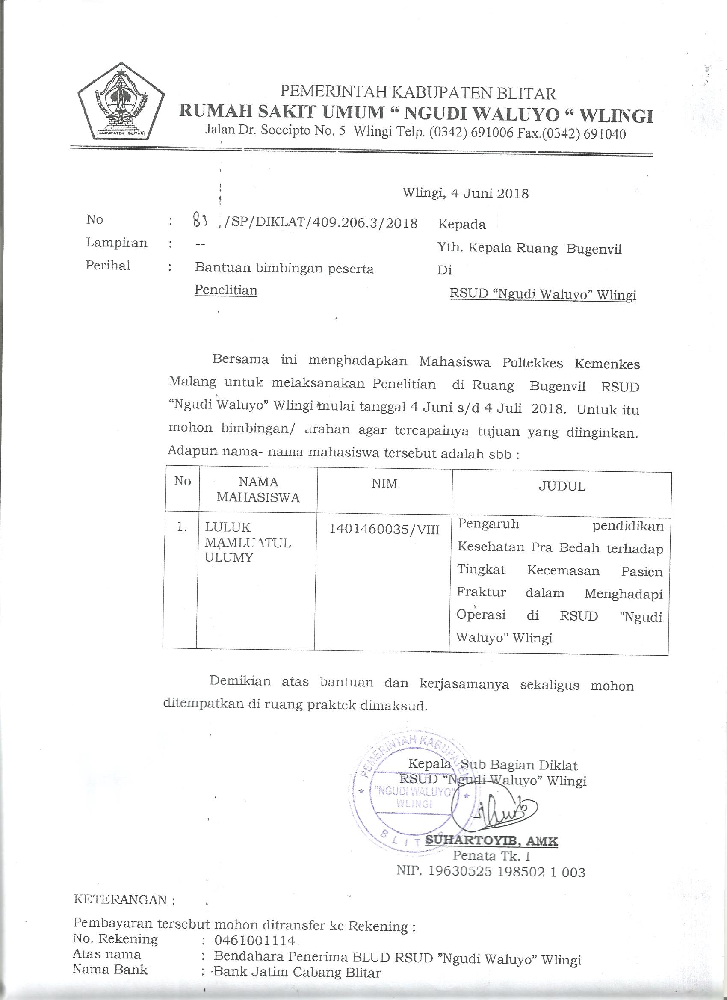 KABUPATEN BLITAR
PEMERINTAH KABUPATEN BLITAR
RUMAH SAKIT UMUM “ NGUDI WALUYO “ WLINGI
Jalan Dr. Soecipto No. 5 Wlingi Telp. (0342) 691006 Fax.(0342) 691040
Wlingi, 4 Juni 2018
No : 83 ./SP/DIKLAT/409.206.3/2018 Kepada
Lampiran : -- Yth. Kepala Ruang Bugenvil
Perihal : Bantuan bimbingan peserta Di
Penelitian RSUD “Ngudi Waluyo” Wlingi
Bersama ini menghadapkan Mahasiswa Poltekkes Kemenkes
Malang untuk melaksanakan Penelitian di Ruang Bugenvil RSUD
“Ngudi Waluyo” Wlingi mulai tanggal 4 Juni s/d 4 Juli 2018. Untuk itu
mohon bimbingan/ arahan agar tercapainya tujuan yang diinginkan.
Adapun nama- nama mahasiswa tersebut adalah sbb :
No NAMA MAHASISWA NIM JUDUL
1. LULUK MAMLUATUL ULUMY 1401460035/VIII Pengaruh pendidikan
Kesehatan Pra Bedah terhadap
Tingkat Kecemasan Pasien
Fraktur dalam Menghadapi
Operasi di RSUD "Ngudi
Waluyo" Wlingi
Demikian atas bantuan dan kerjasamanya sekaligus mohon
ditempatkan di ruang praktek dimaksud.
Kepala Sub Bagian Diklat
RSUD “Ngudi Waluyo” Wlingi
PEMERINTAH KABUPATEN
"NGUDI WALUYO"
WLINGI
BLITAR
SUHARTOYIB, AMK
Penata Tk. I
NIP. 19630525 198502 1 003
KETERANGAN :
Pembayaran tersebut mohon ditransfer ke Rekening :
No. Rekening : 0461001114
Atas nama : Bendahara Penerima BLUD RSUD ”Ngudi Waluyo” Wlingi
Nama Bank : Bank Jatim Cabang Blitar